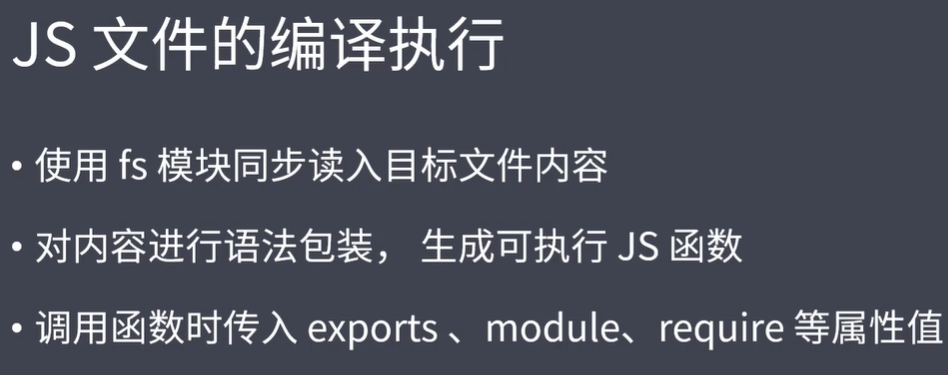 JS 文件的编译执行
• 使用 fs 模块同步读入目标文件内容
• 对内容进行语法包装， 生成可执行 JS 函数
• 调用函数时传入 exports 、module、require 等属性值